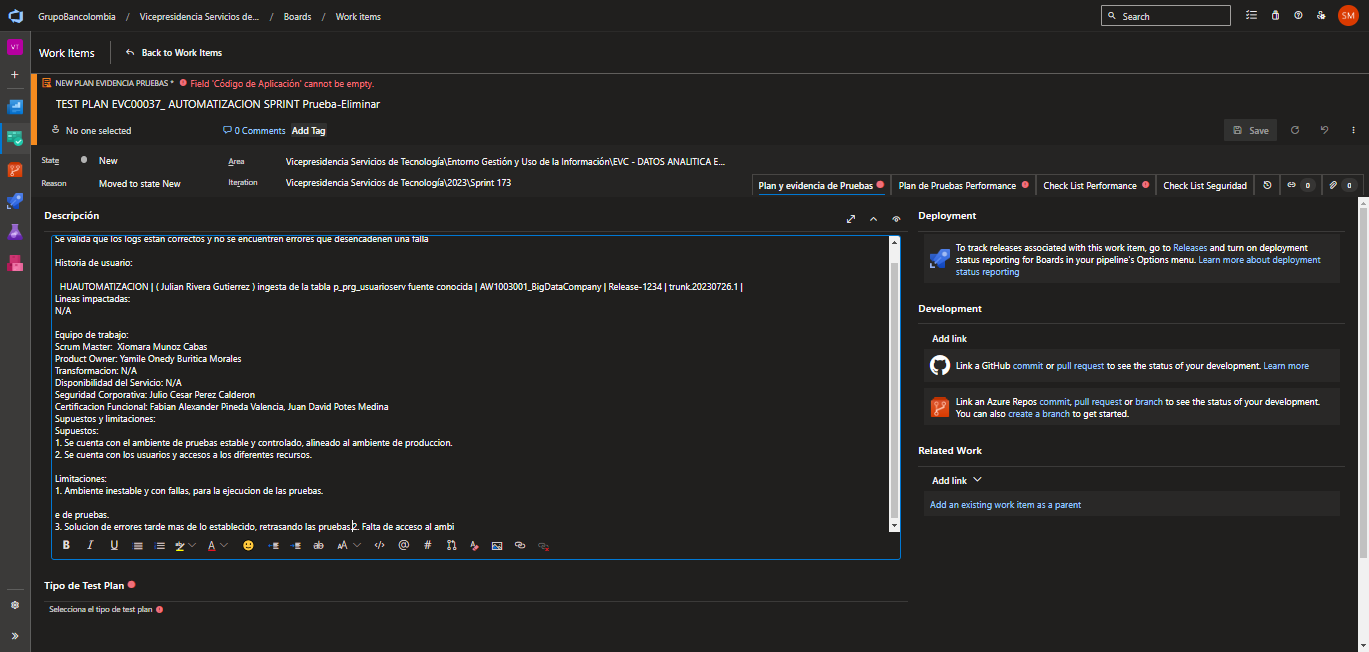 GrupoBancolombia / Vicepresidencia Servicios de... / Boards / Work items
Search
SM
VT
Work Items
Back to Work Items
NEW PLAN EVIDENCIA PRUEBAS * Field 'Código de Aplicación' cannot be empty.
TEST PLAN EVC00037_ AUTOMATIZACION SPRINT Prueba-Eliminar
No one selected
0 Comments
Add Tag
Save
State
New
Area
Vicepresidencia Servicios de Tecnología\Entorno Gestión y Uso de la Información\EVC - DATOS ANALITICA E...
Reason
Moved to state New
Iteration
Vicepresidencia Servicios de Tecnología\2023\Sprint 173
Plan y evidencia de Pruebas
Plan de Pruebas Performance
Check List Performance
Check List Seguridad
0
0
Descripción
Se valida que los logs estan correctos y no se encuentren errores que desencadenen una falla
Historia de usuario:
HUAUTOMATIZACION | ( Julian Rivera Gutierrez ) ingesta de la tabla p_prg_usuarioserv fuente conocida | AW1003001_BigDataCompany | Release-1234 | trunk.20230726.1 |
Lineas impactadas:
N/A
Equipo de trabajo:
Scrum Master:  Xiomara Munoz Cabas
Product Owner: Yamile Onedy Buritica Morales
Transformacion: N/A
Disponibilidad del Servicio: N/A
Seguridad Corporativa: Julio Cesar Perez Calderon
Certificacion Funcional: Fabian Alexander Pineda Valencia, Juan David Potes Medina
Supuestos y limitaciones:
Supuestos:
1. Se cuenta con el ambiente de pruebas estable y controlado, alineado al ambiente de produccion.
2. Se cuenta con los usuarios y accesos a los diferentes recursos.
Limitaciones:
1. Ambiente inestable y con fallas, para la ejecucion de las pruebas.
e de pruebas.
3. Solucion de errores tarde mas de lo establecido, retrasando las pruebas.2. Falta de acceso al ambi
Tipo de Test Plan
Selecciona el tipo de test plan
Deployment
To track releases associated with this work item, go to Releases and turn on deployment
status reporting for Boards in your pipeline's Options menu. Learn more about deployment
status reporting
Development
Add link
Link a GitHub commit or pull request to see the status of your development. Learn more
Link an Azure Repos commit, pull request or branch to see the status of your development.
You can also create a branch to get started.
Related Work
Add link
Add an existing work item as a parent